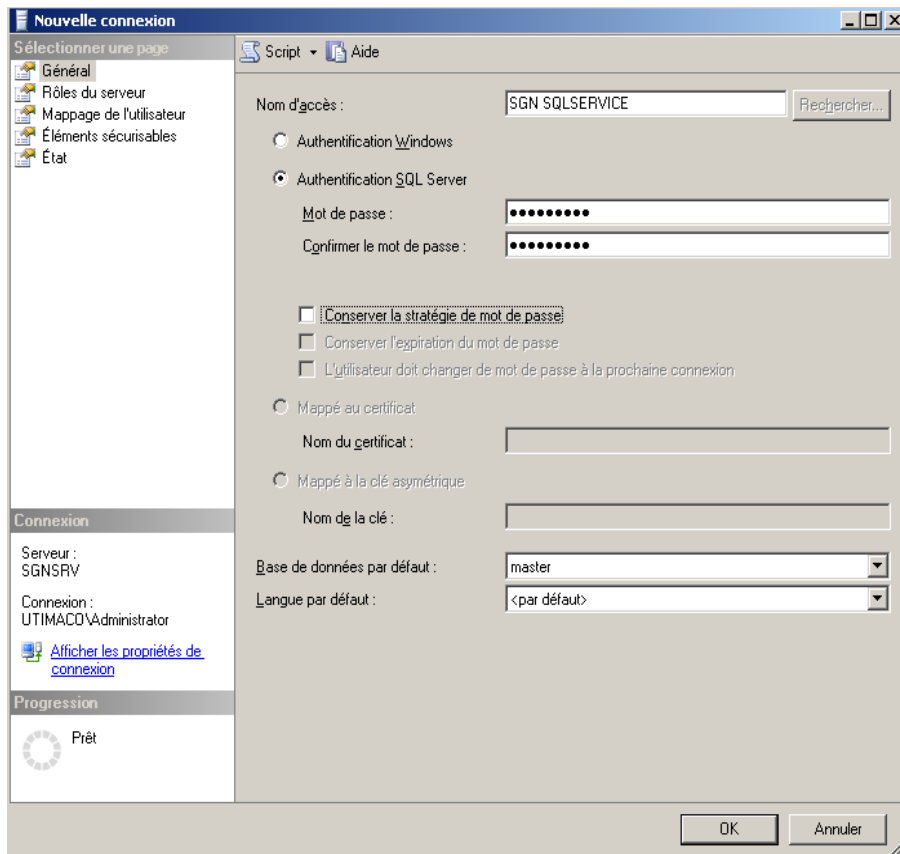 Nouvelle connexion
Sélectionner une page
Général
Rôles du serveur
Mappage de l'utilisateur
Éléments sécurisables
État
Script
Aide
Nom d'accès :
SGN SQLSERVICE
Rechercher...
Authentification Windows
Authentification SQL Server
Mot de passe :
•••••••••
Confirmer le mot de passe :
•••••••••
Conserver la stratégie de mot de passe
Conserver l'expiration du mot de passe
L'utilisateur doit changer de mot de passe à la prochaine connexion
Mappé au certificat
Nom du certificat :
Mappé à la clé asymétrique
Nom de la clé :
Base de données par défaut :
master
Langue par défaut :
<par défaut>
Connexion
Serveur :
SGNSRV
Connexion :
UTIMACO\Administrator
Afficher les propriétés de
connexion
Progression
Prêt
OK
Annuler